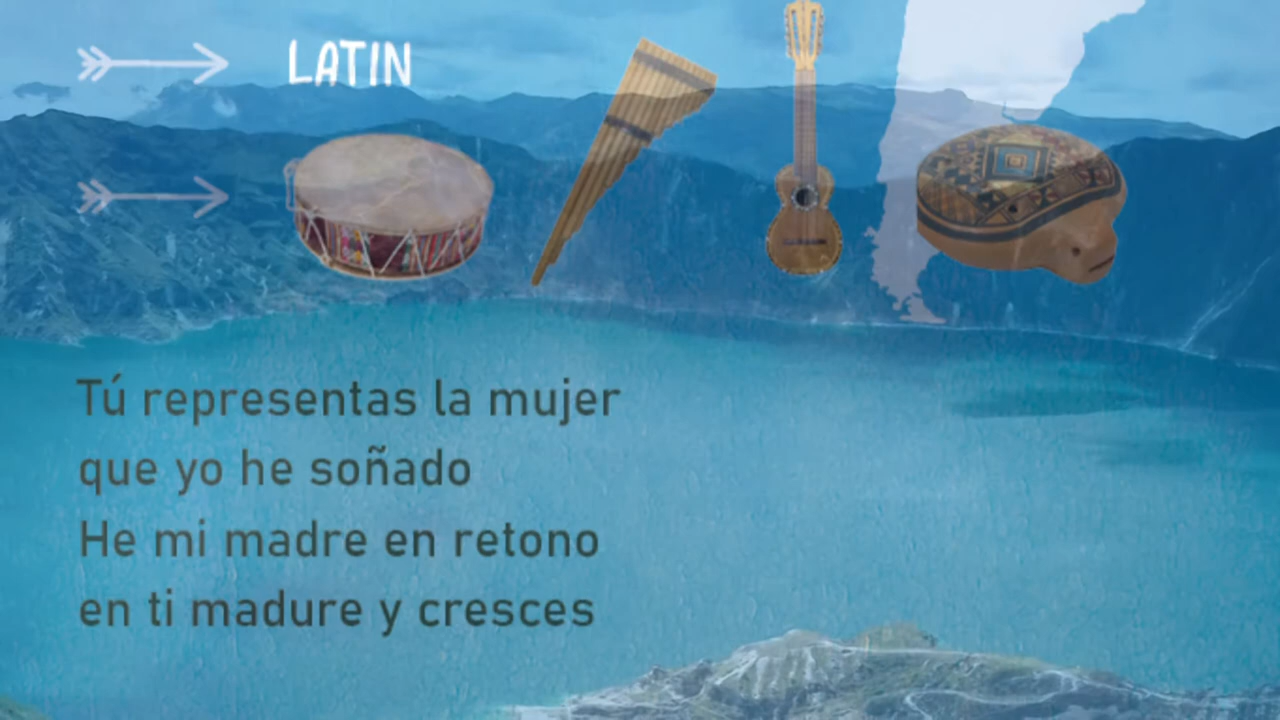 LATIN
Tú representas la mujer
que yo he soñado
He mi madre en retono
en ti madure y cresces